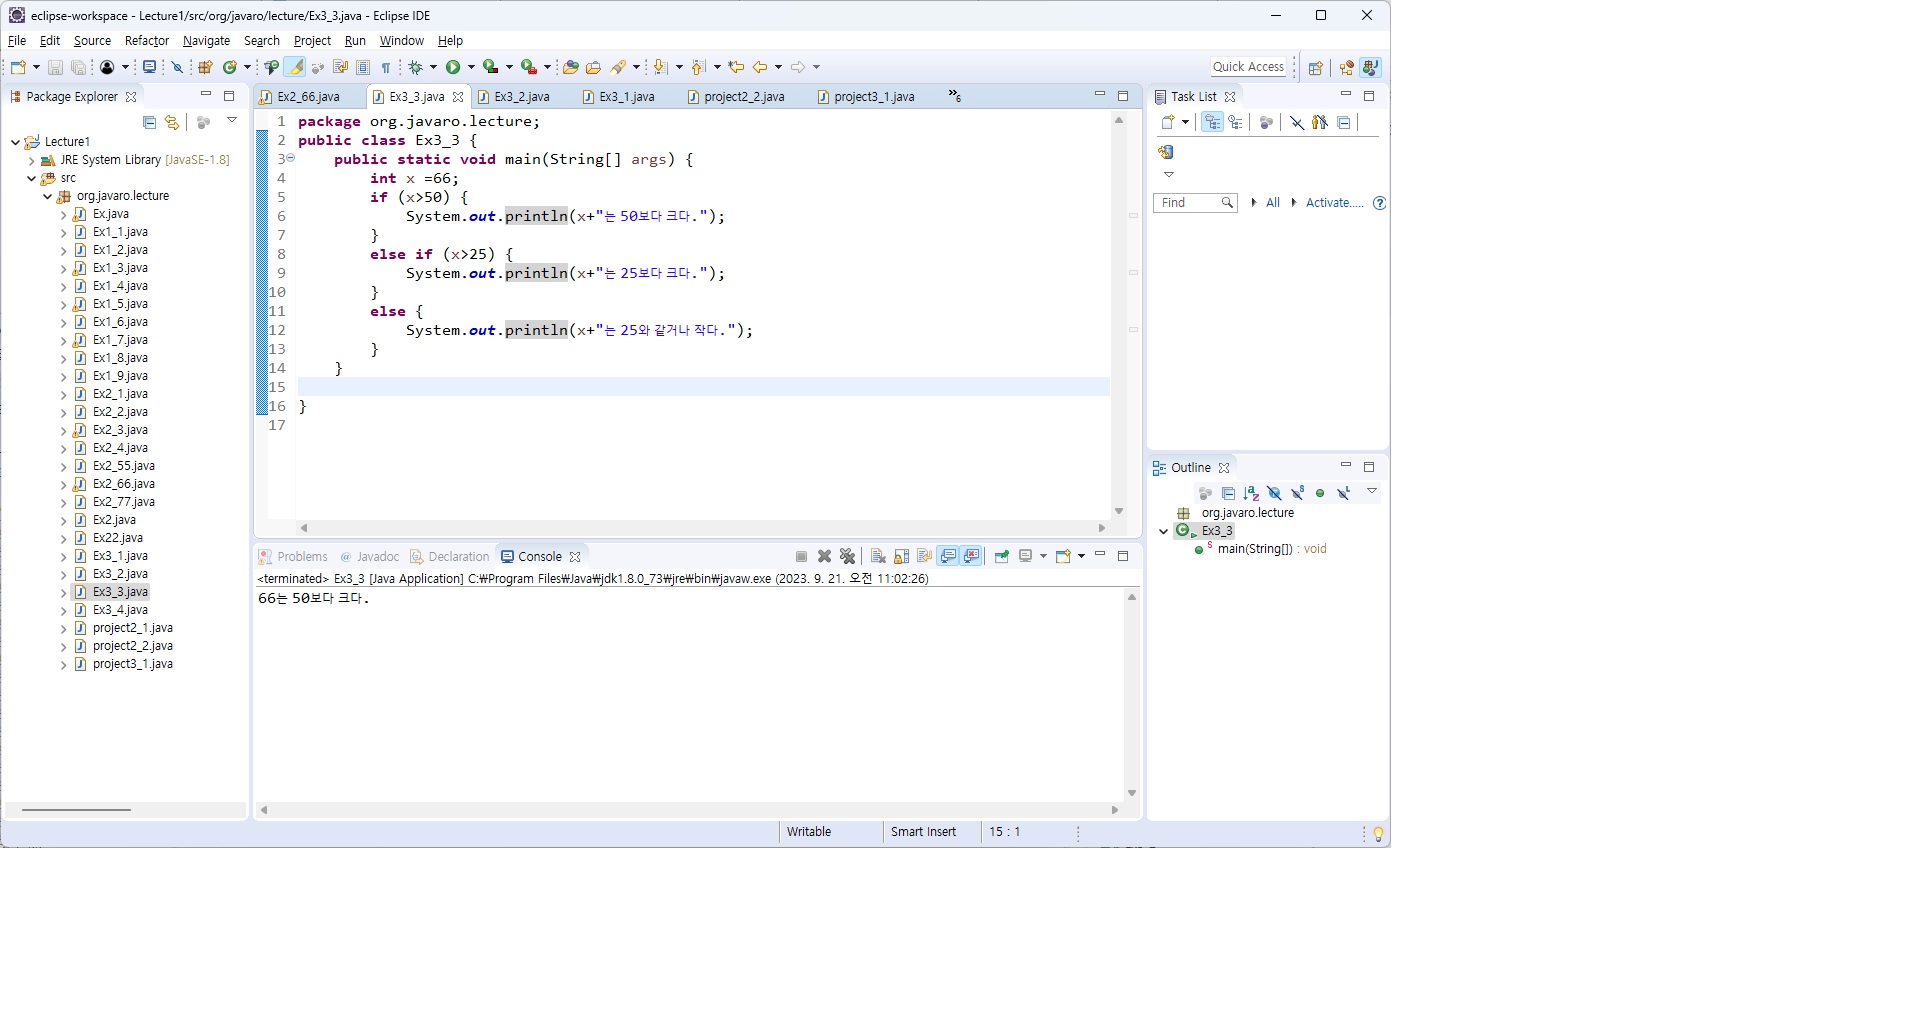 eclipse-workspace - Lecture1/src/org/javaro/lecture/Ex3_3.java - Eclipse IDE
File Edit Source Refactor Navigate Search Project Run Window Help
Quick Access
Package Explorer
Lecture1
JRE System Library [JavaSE-1.8]
src
org.javaro.lecture
Ex.java
Ex1_1.java
Ex1_2.java
Ex1_3.java
Ex1_4.java
Ex1_5.java
Ex1_6.java
Ex1_7.java
Ex1_8.java
Ex1_9.java
Ex2_1.java
Ex2_2.java
Ex2_3.java
Ex2_4.java
Ex2_55.java
Ex2_66.java
Ex2_77.java
Ex2.java
Ex22.java
Ex3_1.java
Ex3_2.java
Ex3_3.java
Ex3_4.java
project2_1.java
project2_2.java
project3_1.java
Ex2_66.java Ex3_3.java Ex3_2.java Ex3_1.java project2_2.java project3_1.java »6
1 package org.javaro.lecture;
2 public class Ex3_3 {
3 public static void main(String[] args) {
4 int x =66;
5 if (x>50) {
6 System.out.println(x+"는 50보다 크다.");
7 }
8 else if (x>25) {
9 System.out.println(x+"는 25보다 크다.");
10 }
11 else {
12 System.out.println(x+"는 25와 같거나 작다.");
13 }
14 }
15
16 }
17
Problems @ Javadoc Declaration Console
<terminated> Ex3_3 [Java Application] C:₩Program Files₩Java₩jdk1.8.0_73₩jre₩bin₩javaw.exe (2023. 9. 21. 오전 11:02:26)
66는 50보다 크다.
Task List
Find All Activate.....
Outline
org.javaro.lecture
Ex3_3
main(String[]) : void
Writable Smart Insert 15 : 1